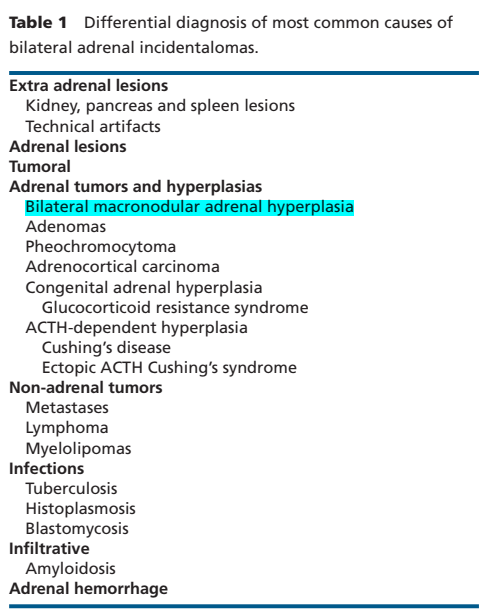 Table 1 Differential diagnosis of most common causes of
bilateral adrenal incidentalomas.
Extra adrenal lesions
Kidney, pancreas and spleen lesions
Technical artifacts
Adrenal lesions
Tumoral
Adrenal tumors and hyperplasias
Bilateral macronodular adrenal hyperplasia
Adenomas
Pheochromocytoma
Adrenocortical carcinoma
Congenital adrenal hyperplasia
Glucocorticoid resistance syndrome
ACTH-dependent hyperplasia
Cushing's disease
Ectopic ACTH Cushing's syndrome
Non-adrenal tumors
Metastases
Lymphoma
Myelolipomas
Infections
Tuberculosis
Histoplasmosis
Blastomycosis
Infiltrative
Amyloidosis
Adrenal hemorrhage